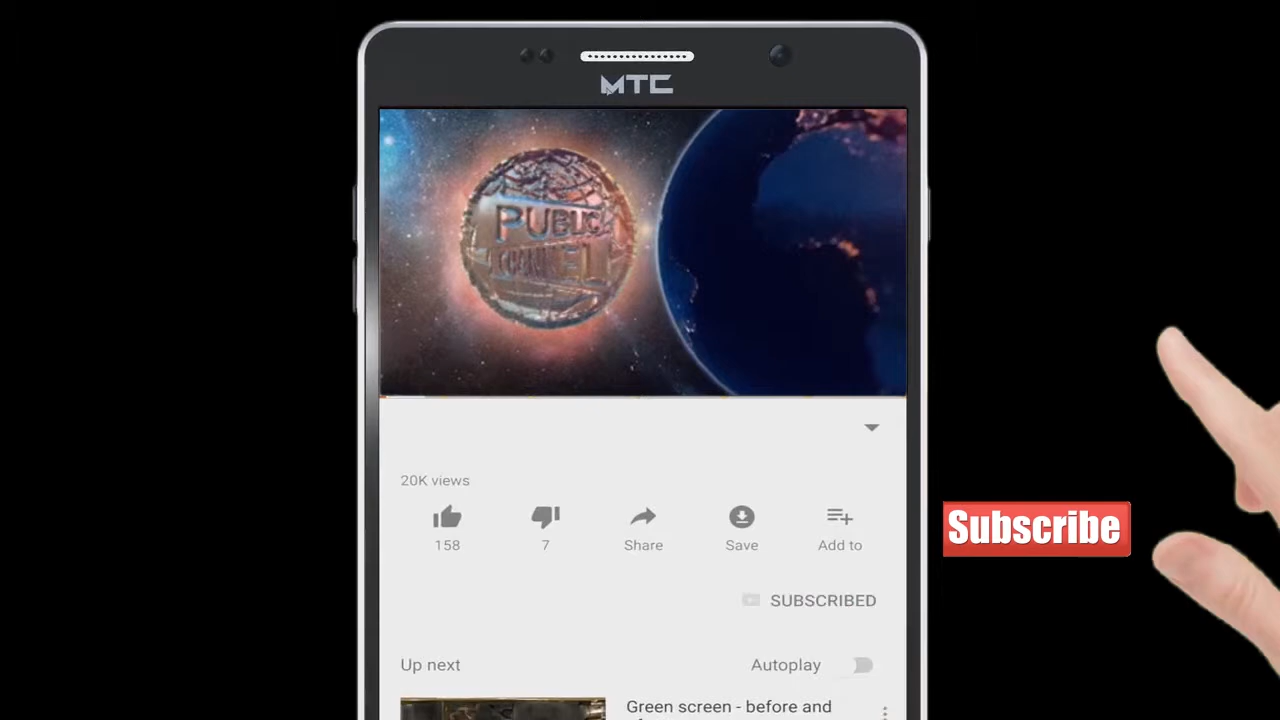 MTC
PUBLIC
CHANNEL
20K views
158
7
Share
Save
Add to
Subscribe
SUBSCRIBED
Up next
Autoplay
Green screen - before and